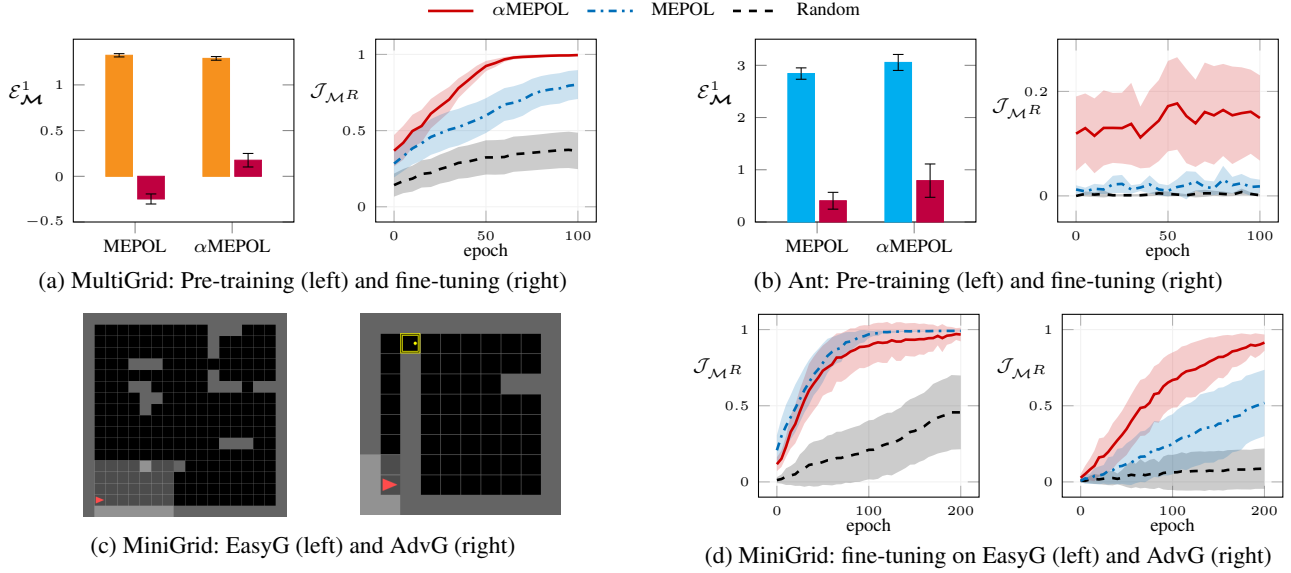 αMEPOL MEPOL Random
1
0.5
0
−0.5
ℰ¹_𝓜
MEPOL αMEPOL
1
0.5
0
𝒥_{ℳ^R}
0 50 100
epoch
(a) MultiGrid: Pre-training (left) and fine-tuning (right)
3
2
1
0
ℰ¹_𝓜
MEPOL αMEPOL
0.2
0
𝒥_{ℳ^R}
0 50 100
epoch
(b) Ant: Pre-training (left) and fine-tuning (right)
(c) MiniGrid: EasyG (left) and AdvG (right)
1
0.5
0
𝒥_{ℳ^R}
0 100 200
epoch
1
0.5
0
𝒥_{ℳ^R}
0 100 200
epoch
(d) MiniGrid: fine-tuning on EasyG (left) and AdvG (right)